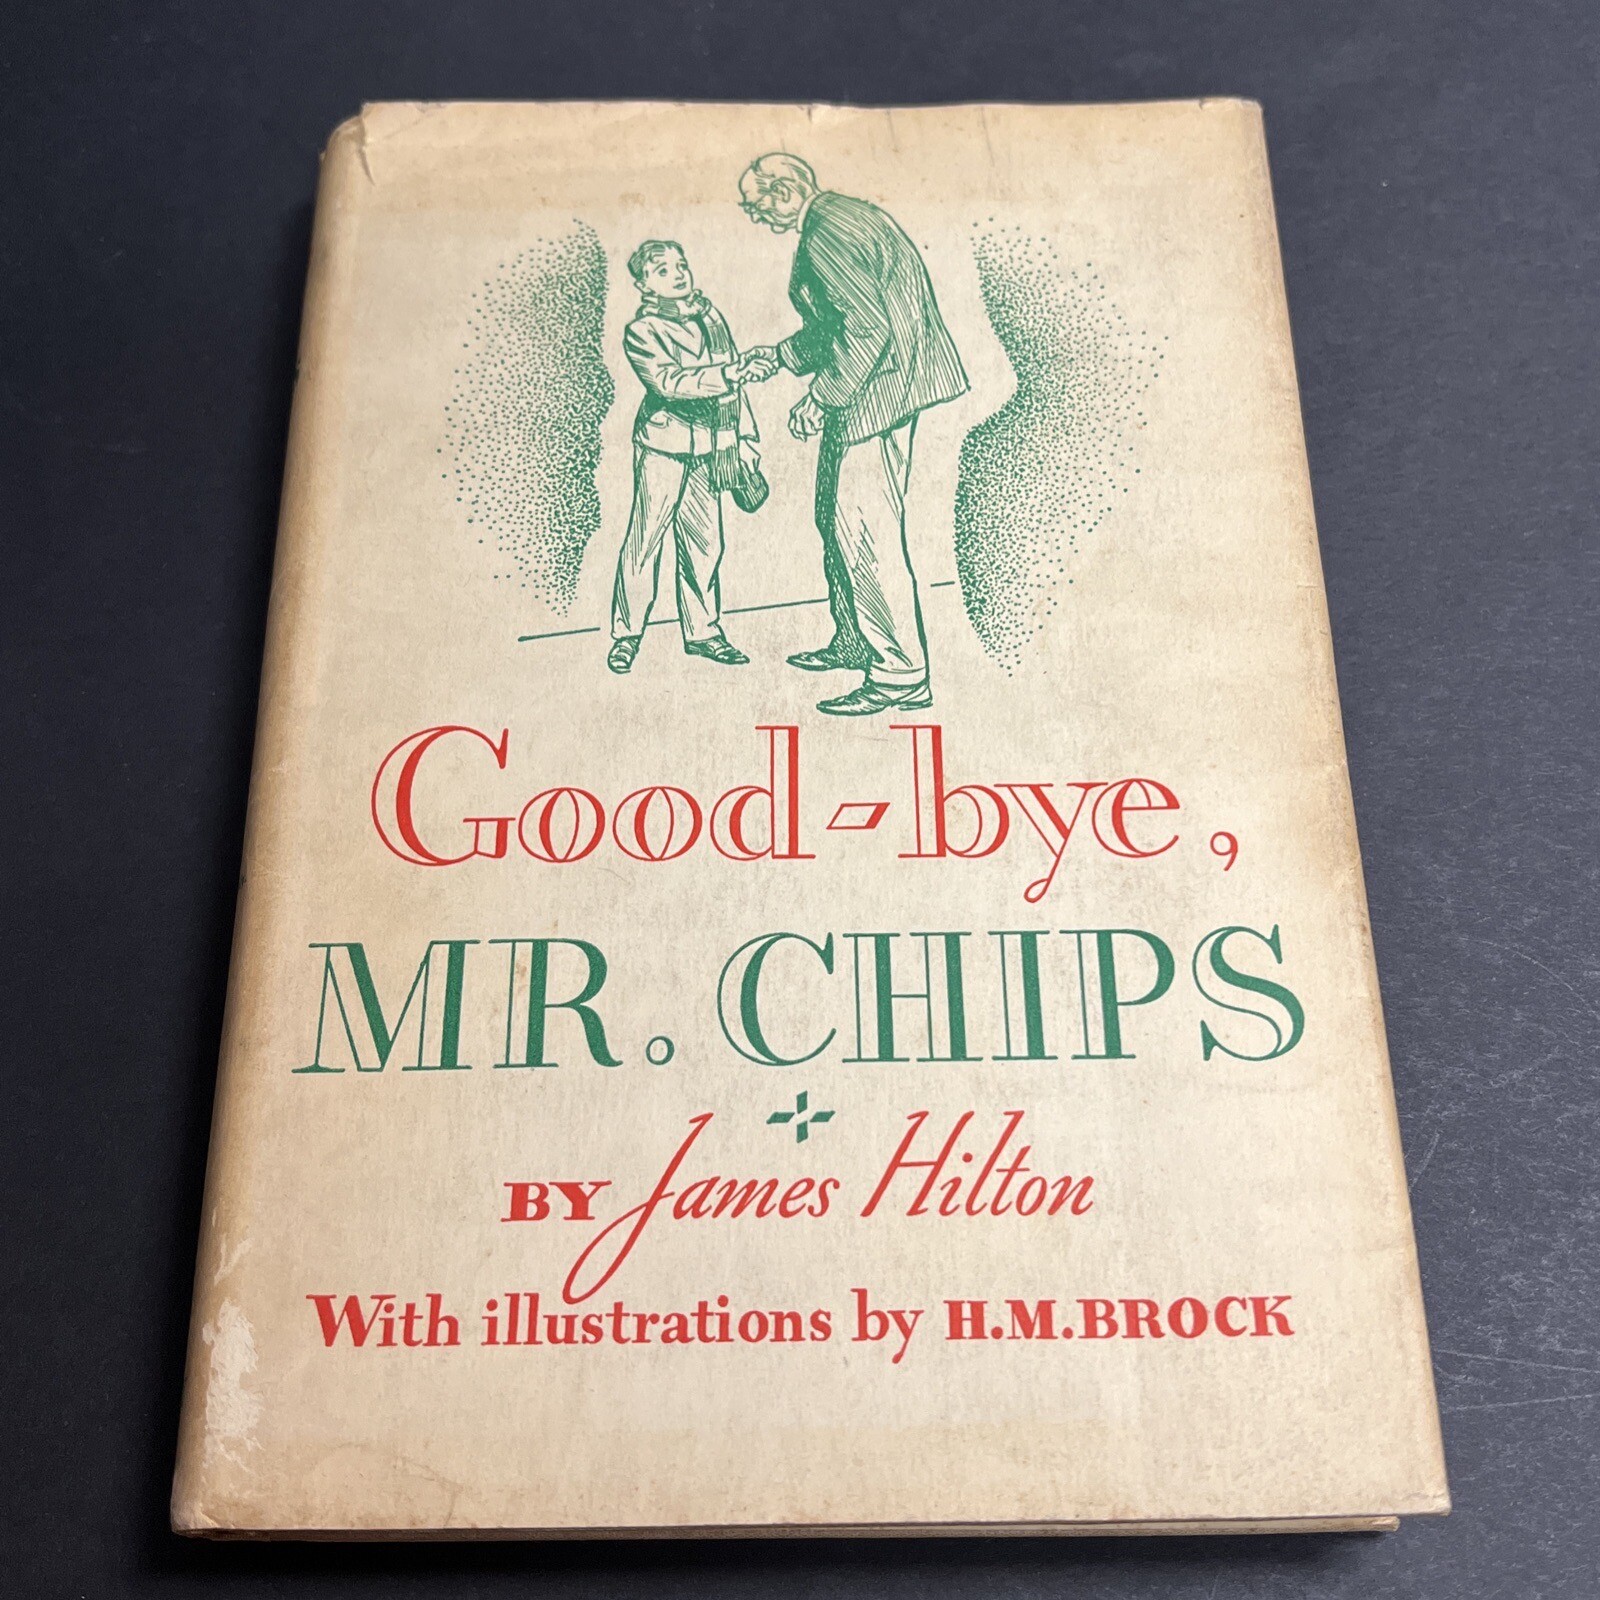 Good-bye,
MR. CHIPS
BY James Hilton
With illustrations by H.M.BROCK